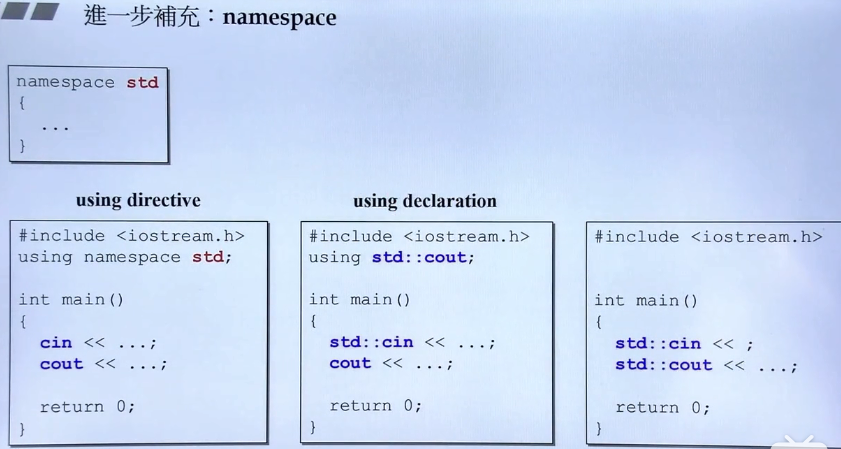 進一步補充：namespace
namespace std
{
...
}
using directive
#include <iostream.h>
using namespace std;
int main()
{
cin << ...;
cout << ...;
return 0;
}
using declaration
#include <iostream.h>
using std::cout;
int main()
{
std::cin << ...;
cout << ...;
return 0;
}
#include <iostream.h>
int main()
{
std::cin << ;
std::cout << ...;
return 0;
}